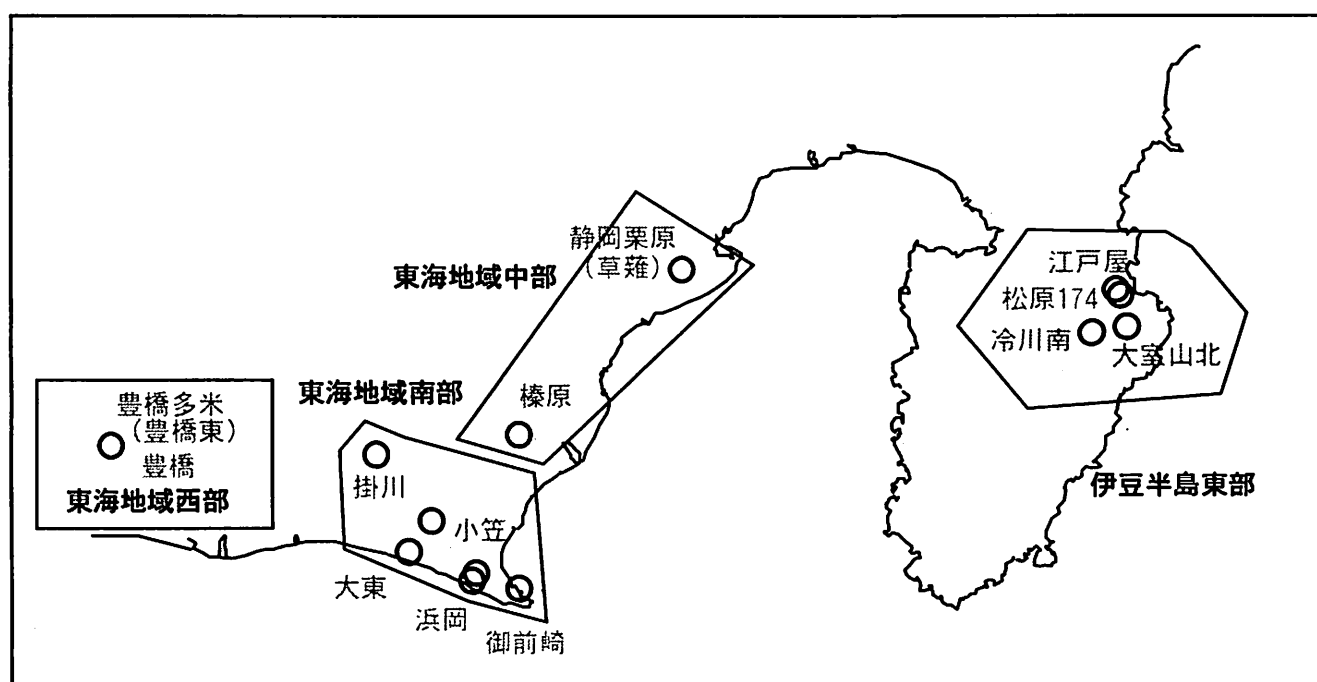 静岡栗原
（草薙）
東海地域中部
江戸屋
松原174
冷川南
大室山北
東海地域南部
榛原
豊橋多米
（豊橋東）
豊橋
東海地域西部
掛川
小笠
伊豆半島東部
大東
浜岡
御前崎